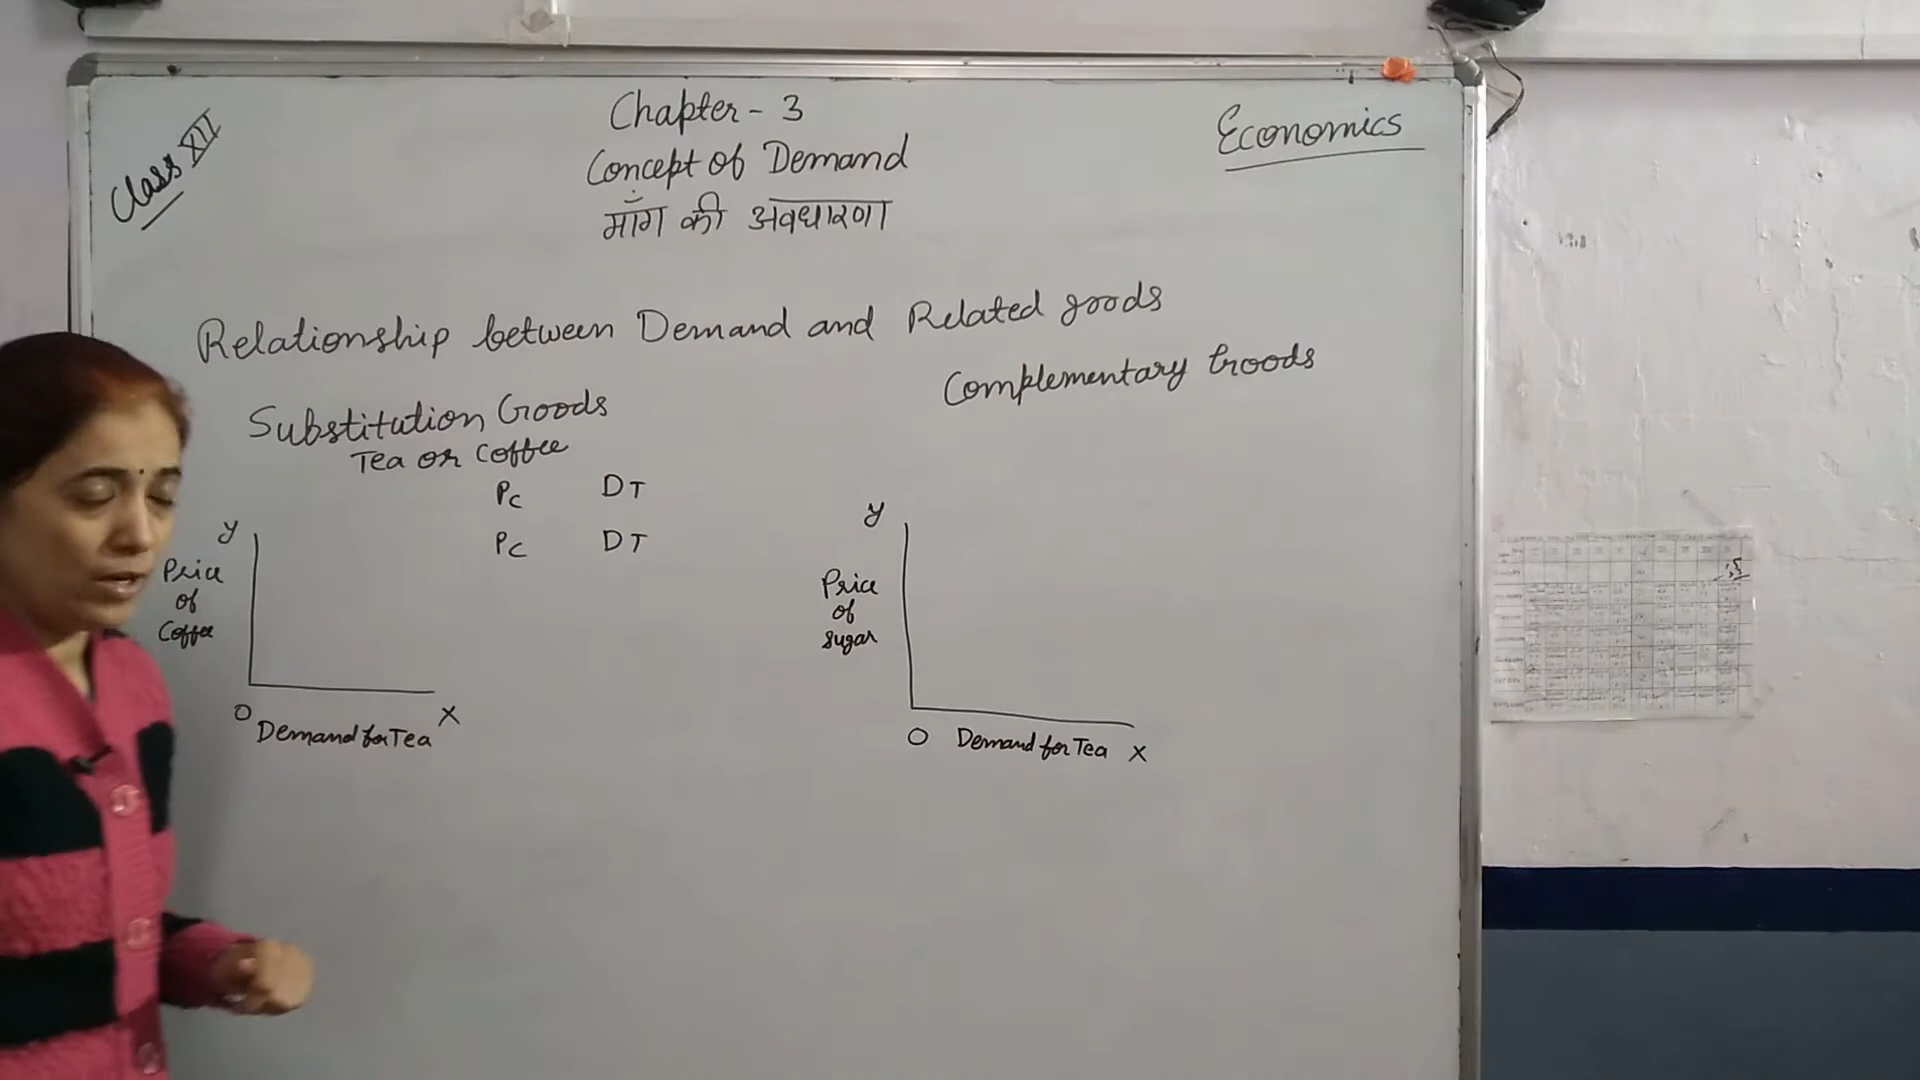 Class XII
Chapter - 3
Economics
Concept of Demand
माँग की अवधारणा
Relationship between Demand and Related goods
Substitution Goods
Tea or Coffee
Pc DT
Pc DT
y
Price
of
Coffee
O
Demand for Tea
X
Complementary Goods
y
Price
of
Sugar
O
Demand for Tea
X